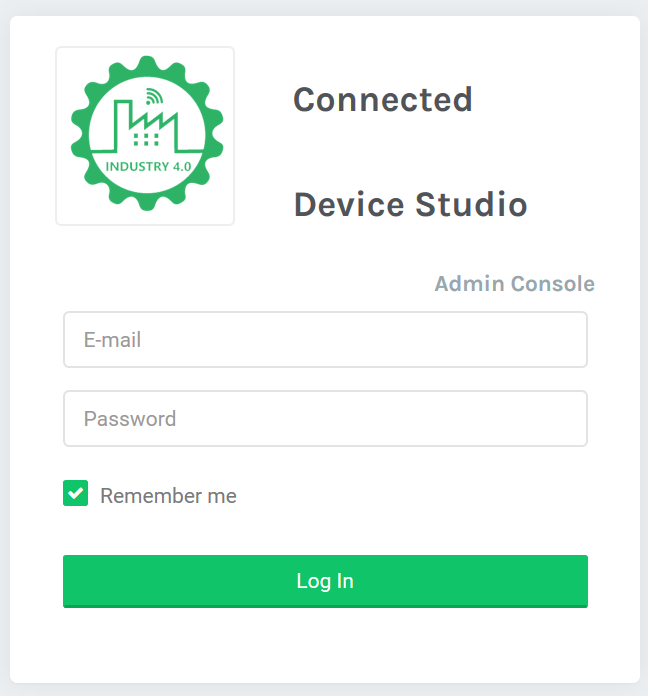 INDUSTRY 4.0
Connected
Device Studio
Admin Console
E-mail
Password
Remember me
Log In